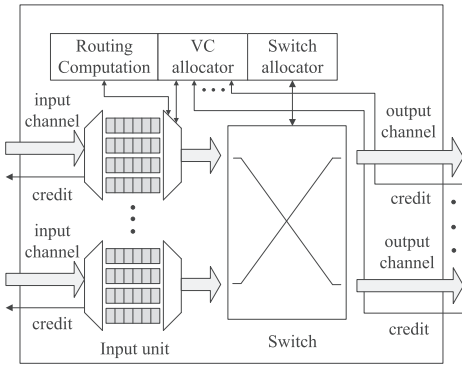 Routing
Computation
VC
allocator
Switch
allocator
input
channel
output
channel
credit
credit
input
channel
output
channel
credit
credit
Input unit
Switch